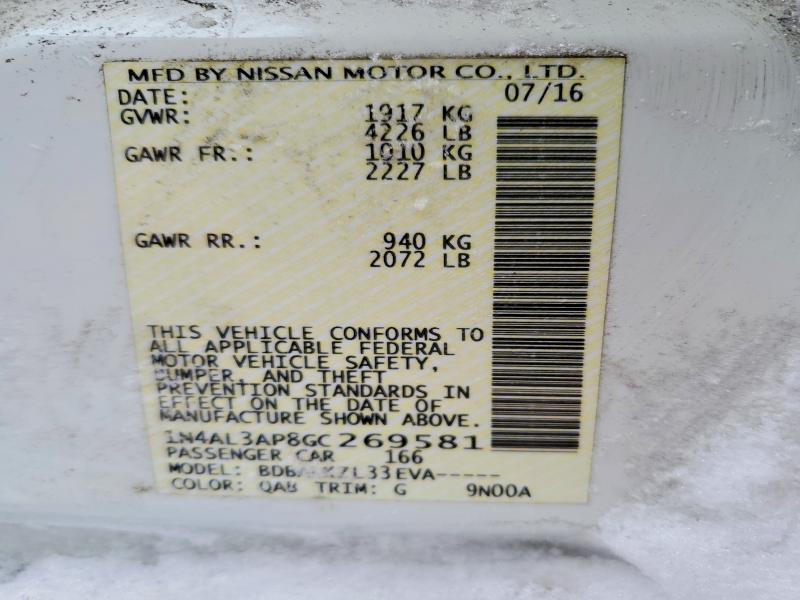 MFD BY NISSAN MOTOR CO., LTD.
DATE: 07/16
GVWR: 1917 KG
4226 LB
GAWR FR.: 1010 KG
2227 LB
GAWR RR.: 940 KG
2072 LB
THIS VEHICLE CONFORMS TO
ALL APPLICABLE FEDERAL
MOTOR VEHICLE SAFETY,
BUMPER, AND THEFT
PREVENTION STANDARDS IN
EFFECT ON THE DATE OF
MANUFACTURE SHOWN ABOVE.
1N4AL3AP8GC269581
PASSENGER CAR 166
MODEL:
COLOR: QAB TRIM: G 9N00A